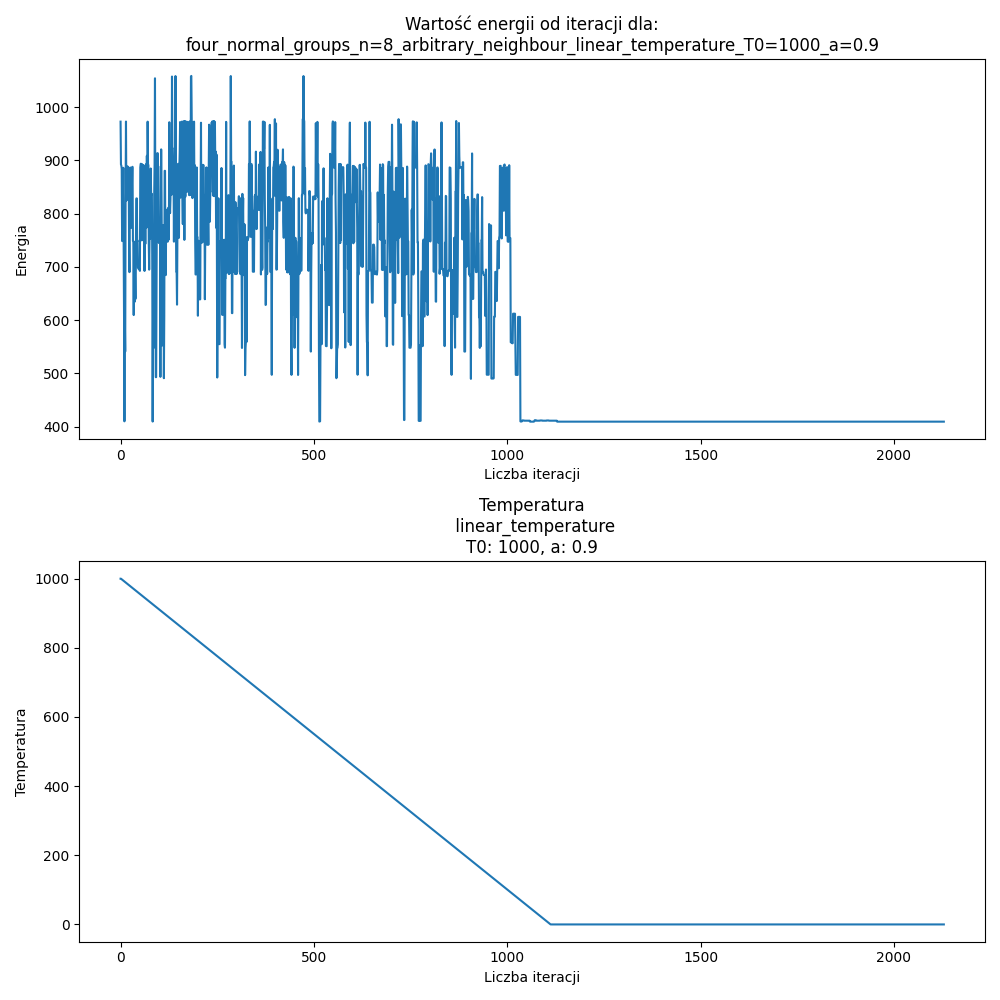 Wartość energii od iteracji dla:
four_normal_groups_n=8_arbitrary_neighbour_linear_temperature_T0=1000_a=0.9
1000
900
800
700
600
500
400
Energia
0
500
1000
1500
2000
Liczba iteracji
Temperatura
linear_temperature
T0: 1000, a: 0.9
1000
800
600
400
200
0
Temperatura
0
500
1000
1500
2000
Liczba iteracji